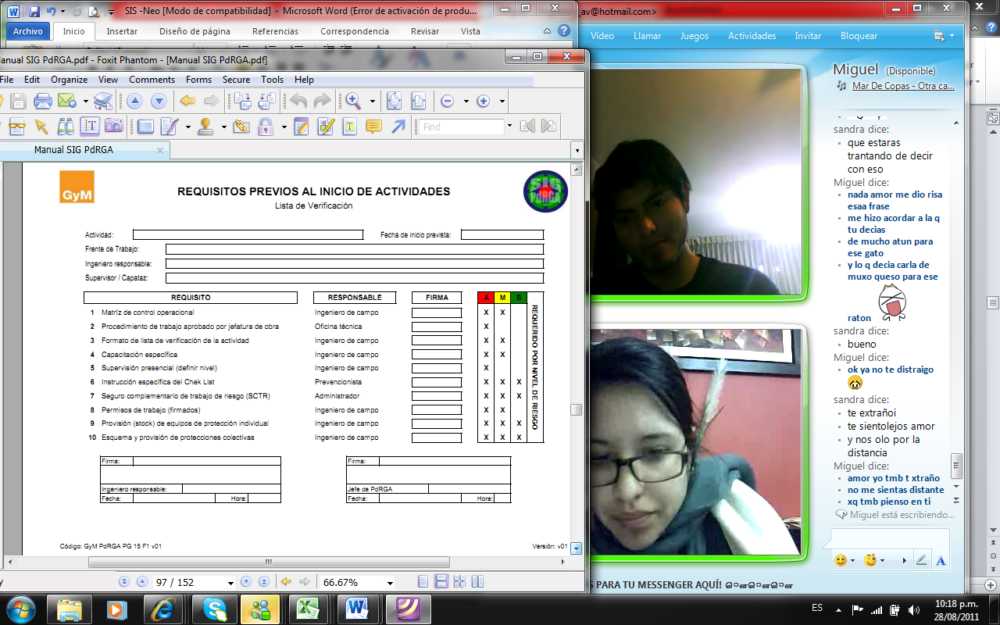 SIS -Neo [Modo de compatibilidad] - Microsoft Word (Error de activación de produ...
Archivo Inicio Insertar Diseño de página Referencias Correspondencia Revisar Vista
anual SIG PdRGA.pdf - Foxit Phantom - [Manual SIG PdRGA.pdf]
File Edit Organize View Comments Forms Secure Tools Help
Find
Manual SIG PdRGA
GyM
REQUISITOS PREVIOS AL INICIO DE ACTIVIDADES
SIG
PdRGA
Lista de Verificación
Actividad: Fecha de inicio prevista:
Frente de Trabajo:
Ingeniero responsable:
Supervisor / Capataz:
REQUISITO RESPONSABLE FIRMA A M B
1 Matríz de control operacional Ingeniero de campo X X
2 Procedimiento de trabajo aprobado por jefatura de obra Oficina técnica X
3 Formato de lista de verificación de la actividad Ingeniero de campo X X
4 Capacitación específica Ingeniero de campo X X
5 Supervisión presencial (definir nivel) Ingeniero de campo X
6 Instrucción específica del Chek List Prevencionista X X X
7 Seguro complementario de trabajo de riesgo (SCTR) Administrador X X X
8 Permisos de trabajo (firmados) Ingeniero de campo X X
9 Provisión (stock) de equipos de protección individual Ingeniero de campo X X X
10 Esquema y provisión de protecciones colectivas Ingeniero de campo X X X
REQUERIDO POR NIVEL DE RIESGO
Firma: Firma:
Ingeniero responsable: Jefe de PdRGA
Fecha: Hora: Fecha: Hora:
Código: GyM PdRGA PG 15 F1 v01 Versión: v01
97 / 152 66.67%
_av@hotmail.com>
Vídeo Llamar Juegos Actividades Invitar Bloquear
Miguel (Disponible)
Mar De Copas - Otra ca...
sandra dice:
que estaras
trantando de decir
con eso
Miguel dice:
nada amor me dio risa
esaa frase
me hizo acordar a la q
tu decias
de mucho atun para
ese gato
y lo q decia carla de
muxo queso para ese
raton
sandra dice:
bueno
Miguel dice:
ok ya no te distraigo
sandra dice:
te extrañoi
te sientolejos amor
y nos olo por la
distancia
Miguel dice:
amor yo tmb t xtraño
no me sientas distante
xq tmb pienso en ti
Miguel está escribiendo...
S PARA TU MESSENGER AQUÍ!
ES 10:18 p.m.
28/08/2011